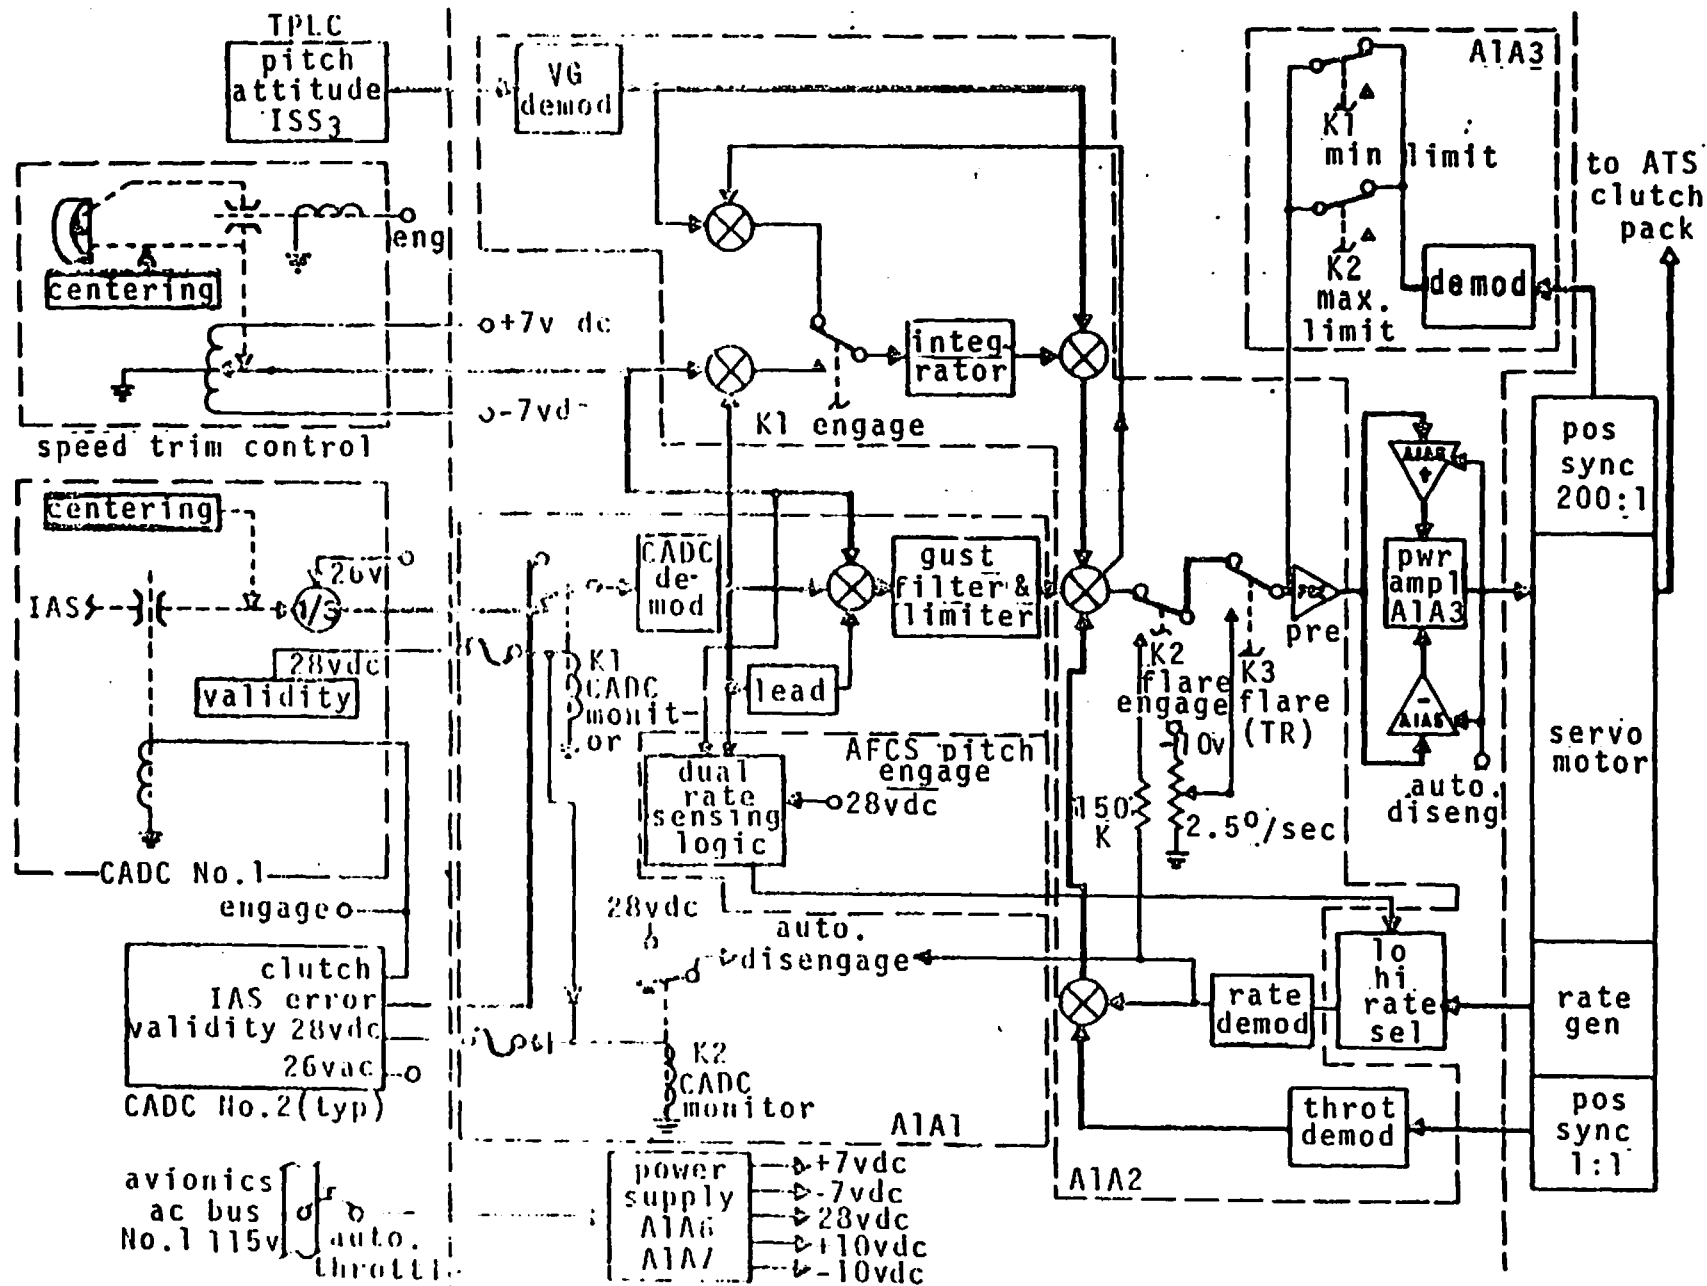 TPLC
pitch
attitude
ISS3
VG
demod
A1A3
K1
min limit
K2
max.
limit
demod
to ATS
clutch
pack
eng
centering
+7v dc
-7vd
speed trim control
K1 engage
integ
rator
pos
sync
200:1
centering
IAS
26v
1/S
28vdc
validity
CADC No.1
CADC
de-
mod
gust
filter &
limiter
K1
CADC
monit-
or
lead
AFCS pitch
engage
28vdc
dual
rate
sensing
logic
K2
flare
engage
K3
flare
(TR)
-10v
150
K
2.5°/sec
pre
+
pwr
ampl
A1A3
-
auto.
diseng
servo
motor
engage
clutch
IAS error
validity 28vdc
26vac
CADC No.2(typ)
28vdc
auto.
disengage
K2
CADC
monitor
A1A1
lo
hi
rate
sel
rate
demod
rate
gen
throt
demod
pos
sync
1:1
A1A2
avionics
ac bus
No.1 115v
auto.
power
supply
A1A6
A1A7
+7vdc
-7vdc
28vdc
+10vdc
-10vdc